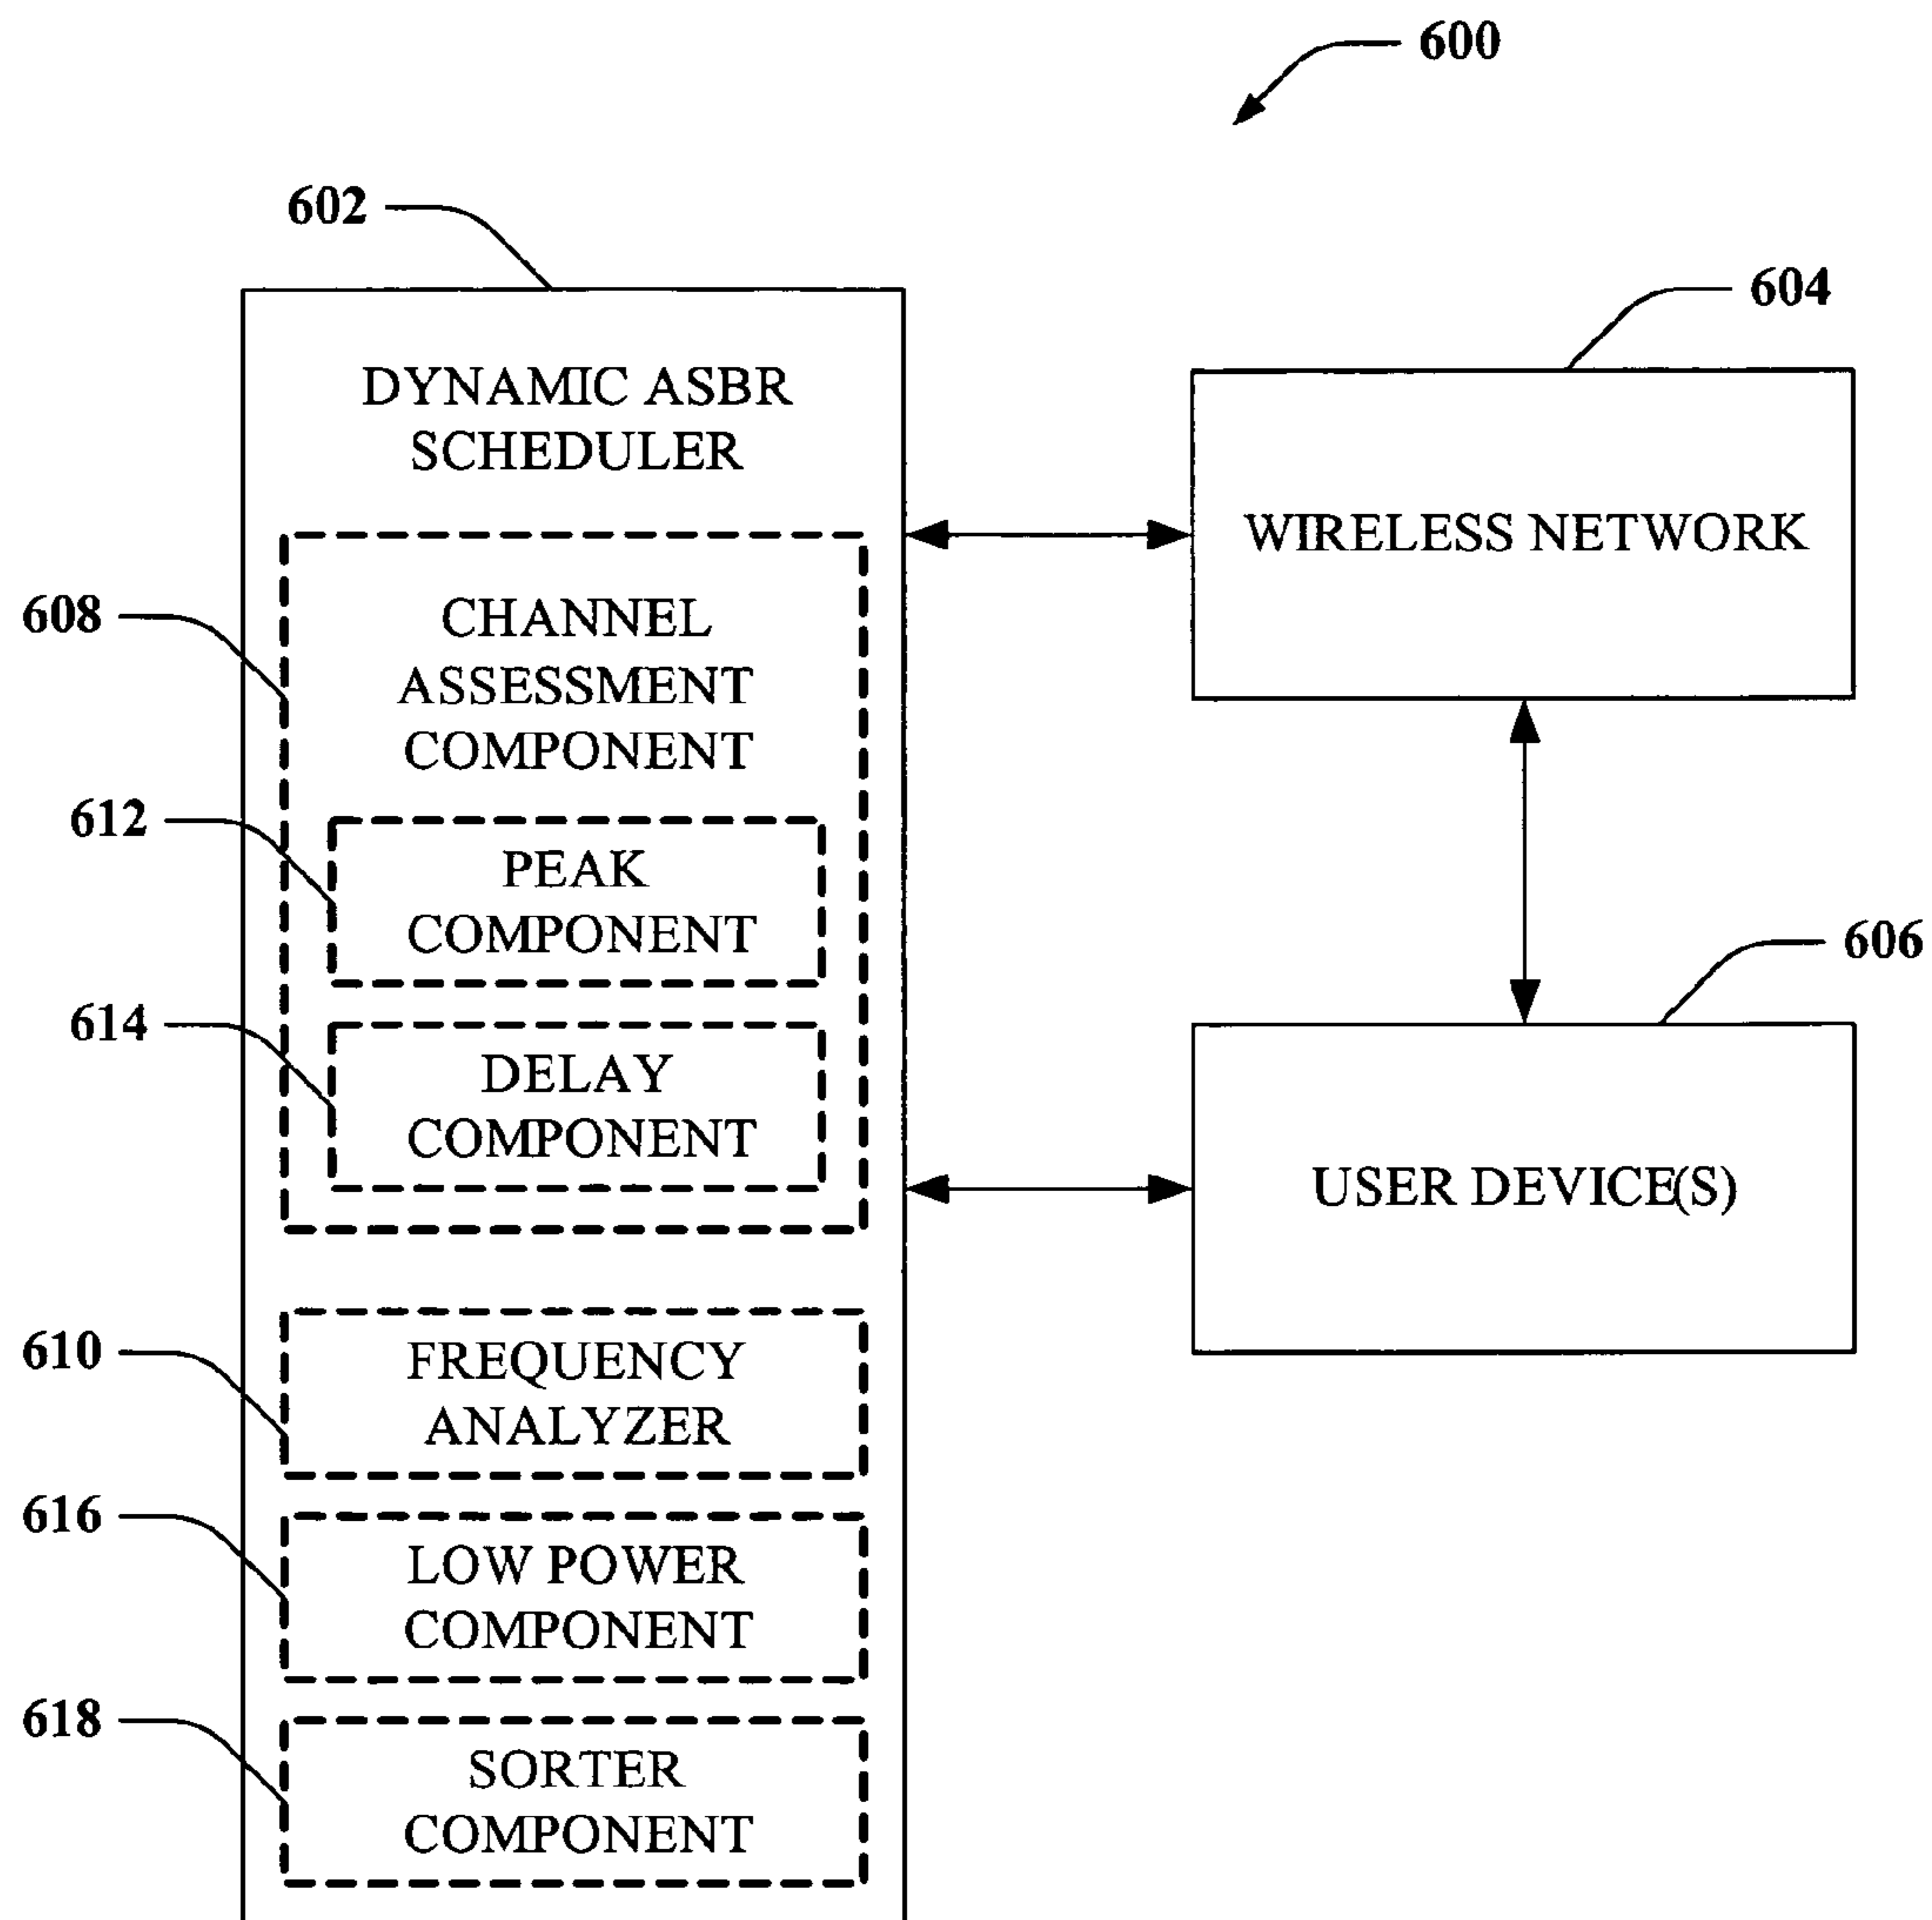 600
602
604
DYNAMIC ASBR
SCHEDULER
WIRELESS NETWORK
608
CHANNEL
ASSESSMENT
COMPONENT
612
PEAK
COMPONENT
606
614
DELAY
COMPONENT
USER DEVICE(S)
610
FREQUENCY
ANALYZER
616
LOW POWER
COMPONENT
618
SORTER
COMPONENT